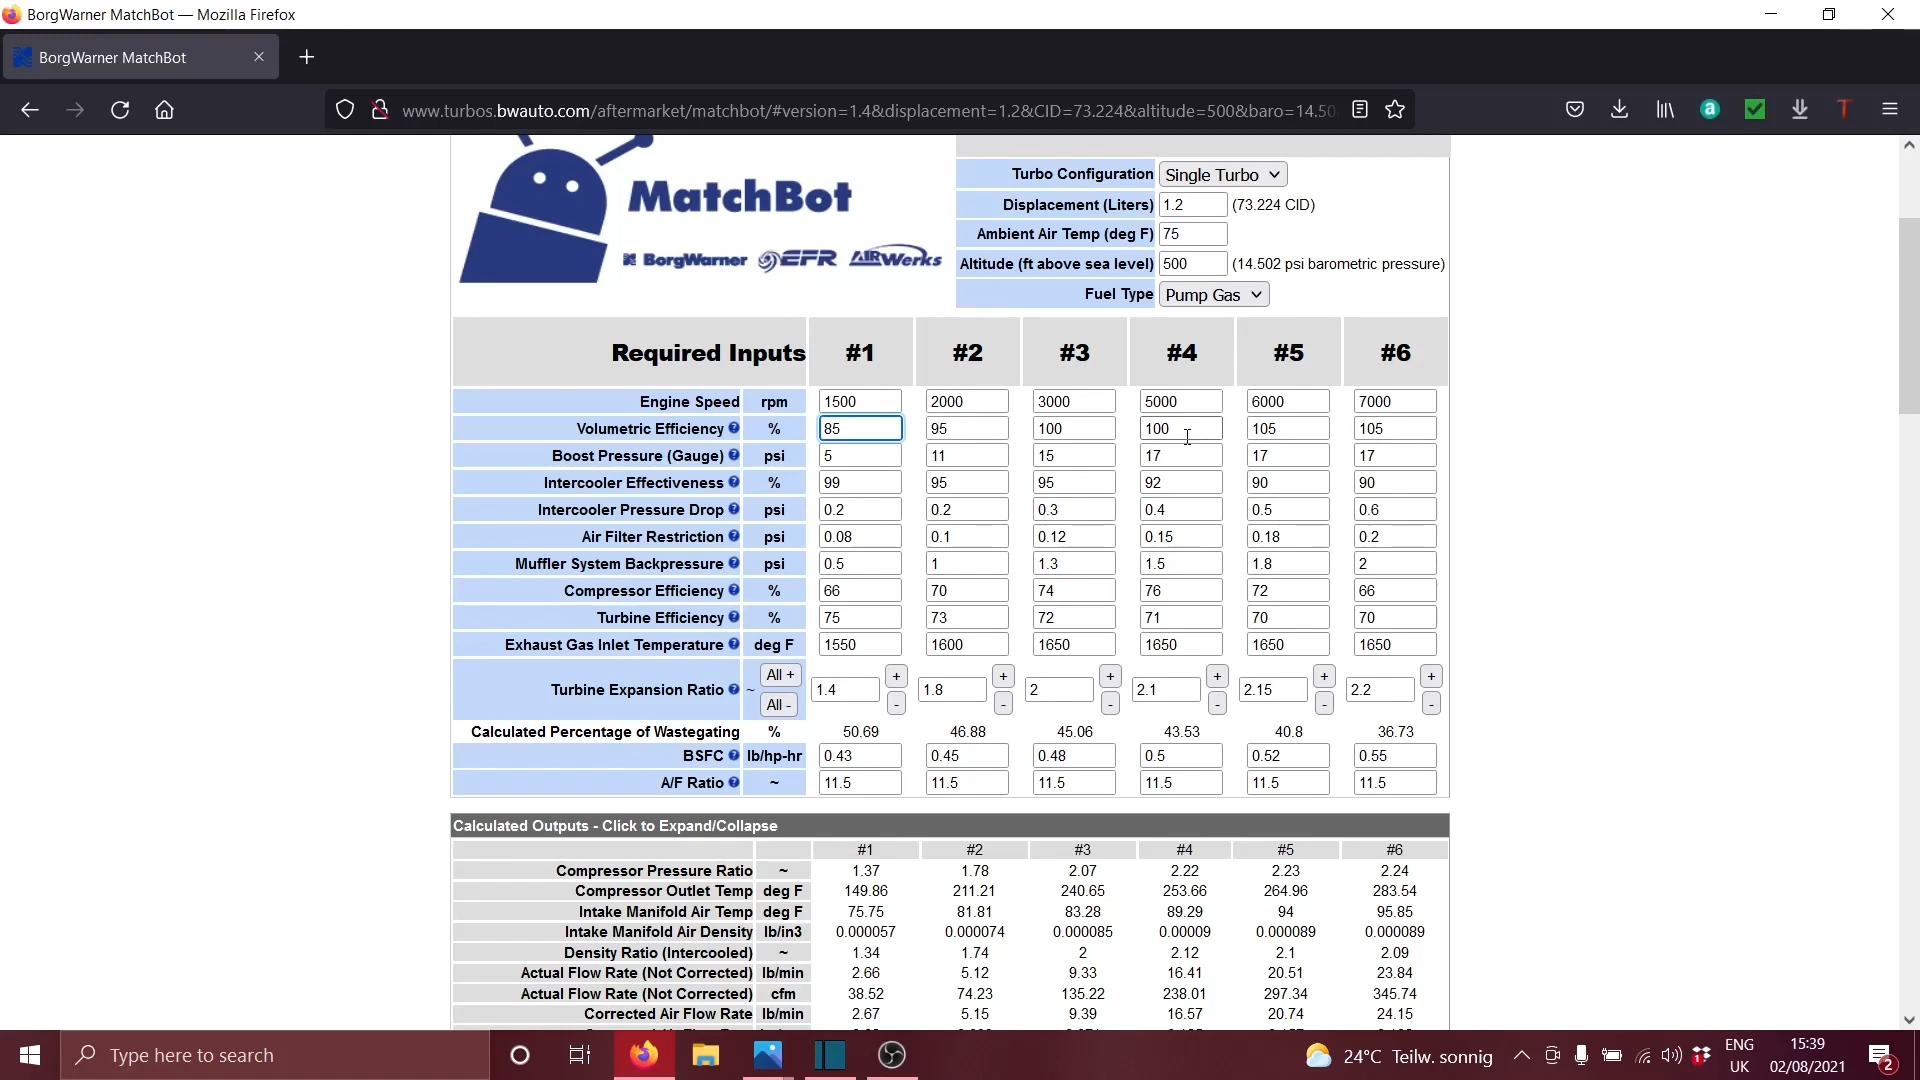 BorgWarner MatchBot — Mozilla Firefox
BorgWarner MatchBot
www.turbos.bwauto.com/aftermarket/matchbot/#version=1.4&displacement=1.2&CID=73.224&altitude=500&baro=14.50
MatchBot
BorgWarner EFR AIRWerks
Turbo Configuration Single Turbo
Displacement (Liters) 1.2 (73.224 CID)
Ambient Air Temp (deg F) 75
Altitude (ft above sea level) 500 (14.502 psi barometric pressure)
Fuel Type Pump Gas
Required Inputs #1 #2 #3 #4 #5 #6
Engine Speed rpm 1500 2000 3000 5000 6000 7000
Volumetric Efficiency ? % 85 95 100 100 105 105
Boost Pressure (Gauge) ? psi 5 11 15 17 17 17
Intercooler Effectiveness ? % 99 95 95 92 90 90
Intercooler Pressure Drop ? psi 0.2 0.2 0.3 0.4 0.5 0.6
Air Filter Restriction ? psi 0.08 0.1 0.12 0.15 0.18 0.2
Muffler System Backpressure ? psi 0.5 1 1.3 1.5 1.8 2
Compressor Efficiency ? % 66 70 74 76 72 66
Turbine Efficiency ? % 75 73 72 71 70 70
Exhaust Gas Inlet Temperature ? deg F 1550 1600 1650 1650 1650 1650
All + + + + + + +
Turbine Expansion Ratio ? ~ 1.4 1.8 2 2.1 2.15 2.2
All - - - - - - -
Calculated Percentage of Wastegating % 50.69 46.88 45.06 43.53 40.8 36.73
BSFC ? lb/hp-hr 0.43 0.45 0.48 0.5 0.52 0.55
A/F Ratio ? ~ 11.5 11.5 11.5 11.5 11.5 11.5
Calculated Outputs - Click to Expand/Collapse
#1 #2 #3 #4 #5 #6
Compressor Pressure Ratio ~ 1.37 1.78 2.07 2.22 2.23 2.24
Compressor Outlet Temp deg F 149.86 211.21 240.65 253.66 264.96 283.54
Intake Manifold Air Temp deg F 75.75 81.81 83.28 89.29 94 95.85
Intake Manifold Air Density lb/in3 0.000057 0.000074 0.000085 0.00009 0.000089 0.000089
Density Ratio (Intercooled) ~ 1.34 1.74 2 2.12 2.1 2.09
Actual Flow Rate (Not Corrected) lb/min 2.66 5.12 9.33 16.41 20.51 23.84
Actual Flow Rate (Not Corrected) cfm 38.52 74.23 135.22 238.01 297.34 345.74
Corrected Air Flow Rate lb/min 2.67 5.15 9.39 16.57 20.74 24.15
Type here to search
24°C Teilw. sonnig
ENG
UK
15:39
02/08/2021
2